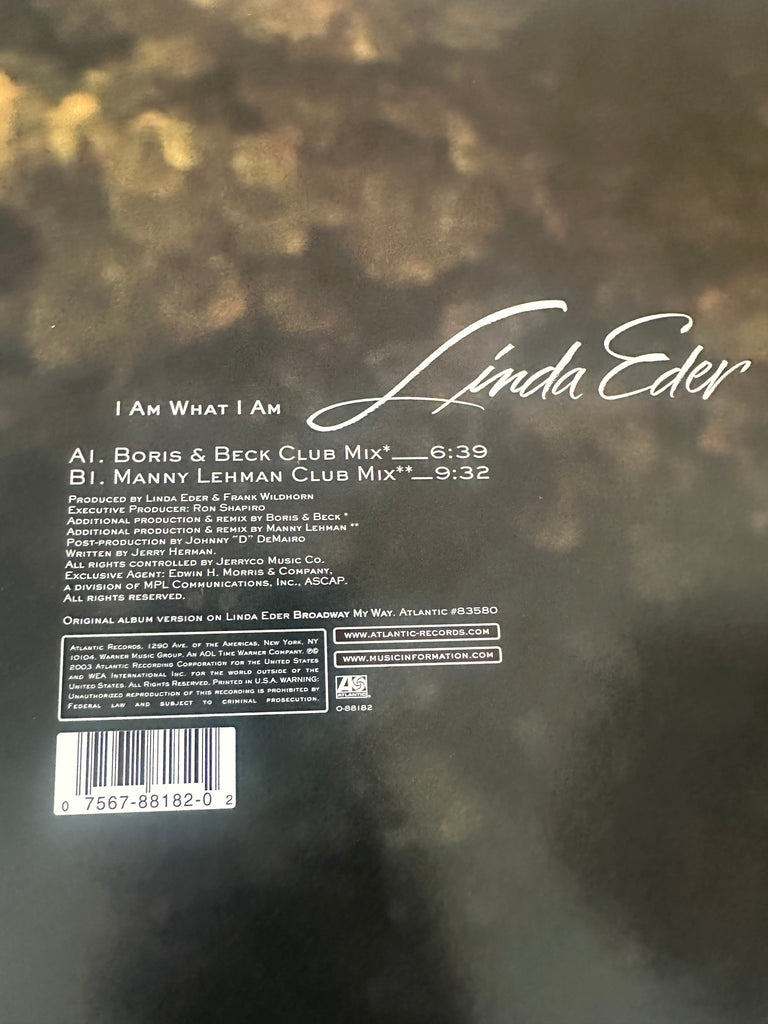 Linda Eder
I Am What I Am
A1. Boris & Beck Club Mix*___6:39
B1. Manny Lehman Club Mix**__9:32
Produced by Linda Eder & Frank Wildhorn
Executive Producer: Ron Shapiro
Additional production & remix by Boris & Beck *
Additional production & remix by Manny Lehman **
Post-production by Johnny "D" DeMairo
Written by Jerry Herman.
All rights controlled by Jerryco Music Co.
Exclusive Agent: Edwin H. Morris & Company,
a division of MPL Communications, Inc., ASCAP.
All rights reserved.
Original album version on Linda Eder Broadway My Way. Atlantic #83580
Atlantic Records, 1290 Ave. of the Americas, New York, NY
10104. Warner Music Group. An AOL Time Warner Company. ℗©
2003 Atlantic Recording Corporation for the United States
and WEA International Inc. for the world outside of the
United States. All Rights Reserved. Printed in U.S.A. WARNING:
Unauthorized reproduction of this recording is prohibited by
Federal law and subject to criminal prosecution.
www.atlantic-records.com
www.musicinformation.com
ATLANTIC
0-88182
0 7567-88182-0 2